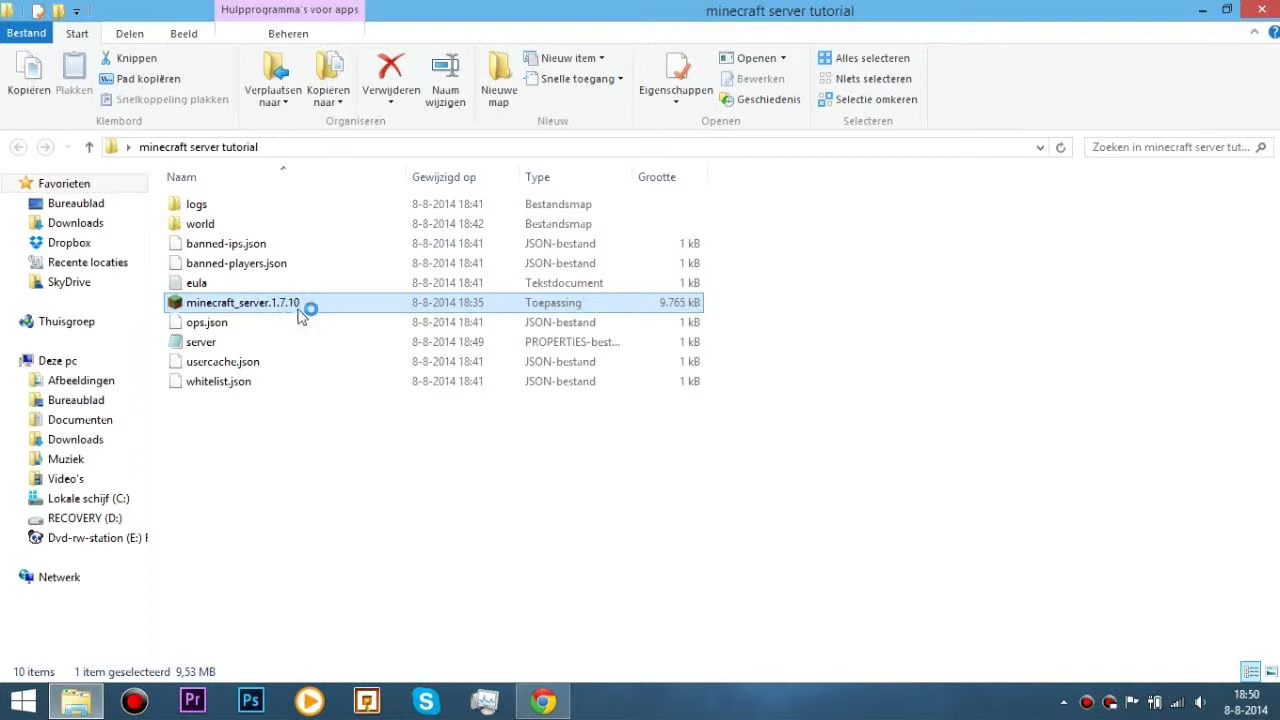 Hulpprogramma's voor apps
minecraft server tutorial
Bestand Start Delen Beeld Beheren
Kopiëren
Plakken
Knippen
Pad kopiëren
Snelkoppeling plakken
Klembord
Verplaatsen naar
Kopiëren naar
Verwijderen
Naam wijzigen
Organiseren
Nieuwe map
Nieuw item
Snelle toegang
Nieuw
Eigenschappen
Openen
Bewerken
Geschiedenis
Openen
Alles selecteren
Niets selecteren
Selectie omkeren
Selecteren
minecraft server tutorial
Zoeken in minecraft server tut...
Favorieten
Bureaublad
Downloads
Dropbox
Recente locaties
SkyDrive
Thuisgroep
Deze pc
Afbeeldingen
Bureaublad
Documenten
Downloads
Muziek
Video's
Lokale schijf (C:)
RECOVERY (D:)
Dvd-rw-station (E:) F
Netwerk
Naam Gewijzigd op Type Grootte
logs 8-8-2014 18:41 Bestandsmap
world 8-8-2014 18:42 Bestandsmap
banned-ips.json 8-8-2014 18:41 JSON-bestand 1 kB
banned-players.json 8-8-2014 18:41 JSON-bestand 1 kB
eula 8-8-2014 18:41 Tekstdocument 1 kB
minecraft_server.1.7.10 8-8-2014 18:35 Toepassing 9.765 kB
ops.json 8-8-2014 18:41 JSON-bestand 1 kB
server 8-8-2014 18:49 PROPERTIES-best... 1 kB
usercache.json 8-8-2014 18:41 JSON-bestand 1 kB
whitelist.json 8-8-2014 18:41 JSON-bestand 1 kB
10 items 1 item geselecteerd 9,53 MB
Pr
Ps
18:50
8-8-2014